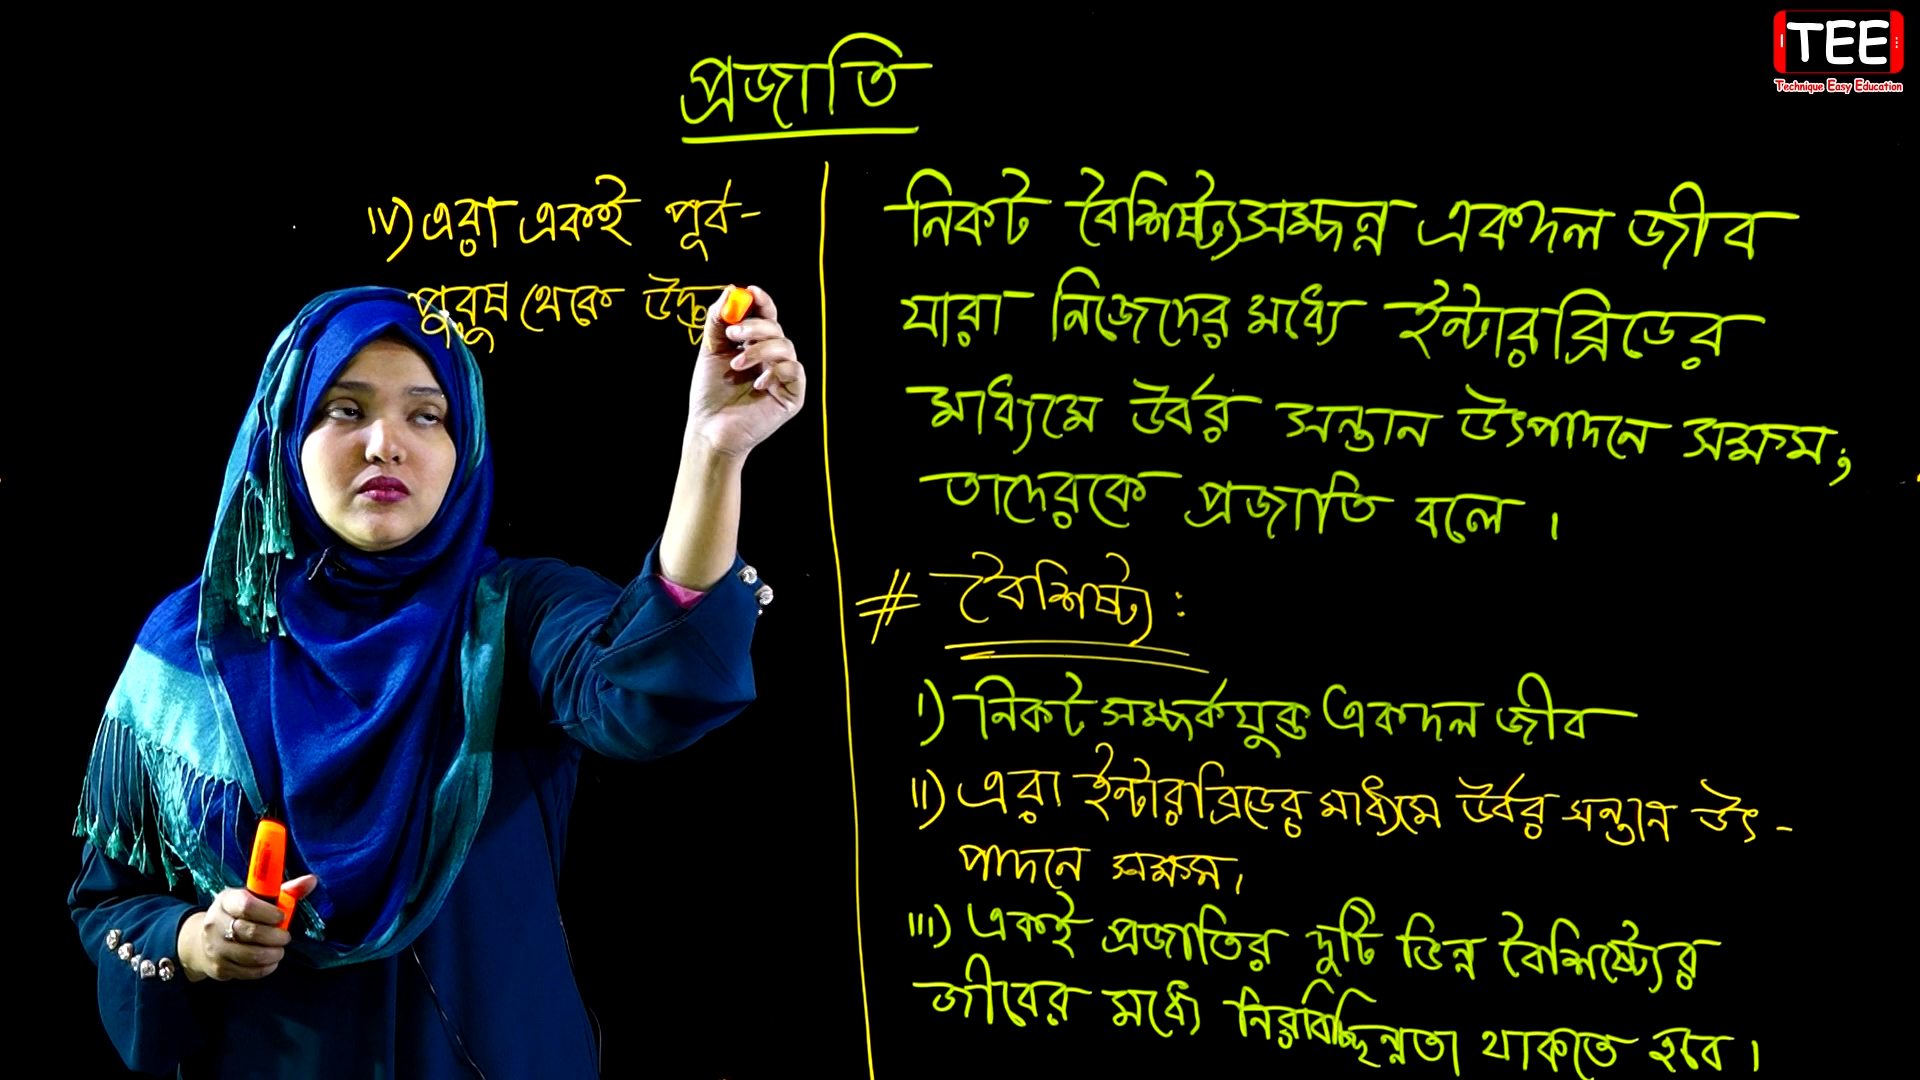 TEE
Technique Easy Education
প্রজাতি
নিকট বৈশিষ্ট্যসম্পন্ন একদল জীব
যারা নিজেদের মধ্যে ইন্টারব্রিডের
মাধ্যমে উর্বর সন্তান উৎপাদনে সক্ষম,
তাদেরকে প্রজাতি বলে ।
# বৈশিষ্ট্য :
i) নিকট সম্পর্কযুক্ত একদল জীব
ii) এরা ইন্টারব্রিডের মাধ্যমে উর্বর সন্তান উৎ -
পাদনে সক্ষম।
iii) একই প্রজাতির দুটি ভিন্ন বৈশিষ্ট্যের
জীবের মধ্যে নিরবিচ্ছিন্নতা থাকতে হবে ।
iv) এরা একই পূর্ব-
পুরুষ থেকে